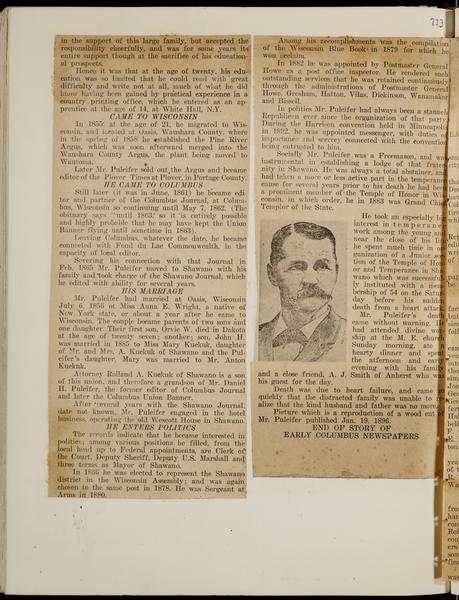 713
in the support of this large family, but accepted the
responsibility cheerfully, and was for some years its
entire support though at the sacrifice of his education-
al prospects.
Hence it was that at the age of twenty, his edu-
cation was so limited that he could read with great
difficulty and write not at all, much of what he did
know having been gained by practical experience in a
country printing office, which he entered as an ap-
prentice at the age of 14, at White Hall, N.Y.
CAME TO WISCONSIN
In 1855, at the age of 21, he migrated to Wis-
consin, and located at Oasis, Waushara County, where
in the spring of 1858 he established the Pine River
Argus, which was soon afterward merged into the
Waushara County Argus, the plant being moved to
Wautoma.
Later Mr. Puleifer sold out the Argus and became
editor of the Plover Times at Plover, in Portage County.
HE CAME TO COLUMBUS
Still later (it was in June, 1861) he became edi-
tor and partner of the Columbus Journal, at Colum-
bus, Wisconsin so continuing until May 7, 1862. (The
obituary says "until 1863," so it is entirely possible
and highly probable that he may have kept the Union
Banner flying until sometime in 1863).
Leaving Columbus, whatever the date, he became
connected with Fond du Lac Commonwealth, in the
capacity of local editor.
Severing his connection with that Journal in
Feb. 1865 Mr. Puleifer moved to Shawano with his
family and took charge of the Shawano Journal, which
he edited with ability for several years.
HIS MARRIAGE
Mr. Puleifer had married at Oasis, Wisconsin
July 6, 1856 at Miss Anna E. Wright, a native of
New York state, or about a year after he came to
Wisconsin. The couple became parents of two sons and
one daughter. Their first son, Orvie W. died in Dakota
at the age of twenty seven; another; son, John H.
was married in 1885 to Miss Mary Kuekuk, daughter
of Mr. and Mrs. A. Kuekuk of Shawano and the Pul-
eifer's daughter, Mary was married to Mr. Anton
Kuekuk.
Attorney Rolland A. Kuekuk of Shawano is a son
of this union, and therefore a grandson of Mr. Daniel
H. Puleifer, the former editor of Columbus Journal
and later the Columbus Union Banner.
After several years with the Shawano Journal,
date not known, Mr. Puleifer engaged in the hotel
business, operating the old Wescott House in Shawano.
HE ENTERS POLITICS
The records indicate that he became interested in
politics; among various positions he filled, from the
local level up to Federal appointments, are Clerk of
the Court, Deputy Sheriff, Deputy U.S. Marshall and
three terms as Mayor of Shawano.
In 1866 he was elected to represent the Shawano
district in the Wisconsin Assembly; and was again
chosen to the same post in 1878. He was Sergeant at
Arms in 1880.
Among his accomplishments was the compilation
of the Wisconsin Blue Book in 1879 for which he
won acclaim.
In 1882 he was appointed by Postmaster General
Howe as post office inspector. He rendered such
outstanding services that he was retained continuously
through the administrations of Postmaster General
Howe, Gresham, Hatton, Vilas, Dickinson, Wanamaker
and Bissell.
In politics Mr. Puleifer had always been a staunch
Republican ever since the organization of that party.
During the Harrison convention held in Minneapolis
in 1892, he was appointed messenger, with duties of
importance and secrecy connected with the convention
being entrusted to him.
Socially Mr. Puleifer was a Freemason, and was
instrumental in establishing a lodge of that frater-
nity in Shawano. He was always a total abstainer, and
had taken a more or less active part in the temperance
cause for several years prior to his death he had been
a prominent member of the Temple of Honor in Wis-
consin, in which order, he in 1883 was Grand Chief
Templor of the State.
He took an especially big
interest in temperance
work among the young and
near the close of his life
he spent much time in or-
ganization of a Junior sec-
tion of the Temple of Hon-
or and Temperance in Sha-
wano which was successful-
ly instituted with a mem-
bership of 54 on the Satur-
day before his sudden
death from a heart attack.
Mr. Puleifer's death
came without warning. He
had attended divine wor-
ship at the M. E. church
Sunday morning, ate a
hearty dinner and spent
the afternoon and early
evening with his family
and a close friend, A. J. Smith of Amherst who was
his guest for the day.
Death was due to heart failure, and came so
quickly that the distracted family was unable to re-
alize that the kind husband and father was no more.
Picture which is a reproduction of a wood cut of
Mr. Puleifer published Jan. 19, 1896.
END OF STORY OF
EARLY COLUMBUS NEWSPAPERS